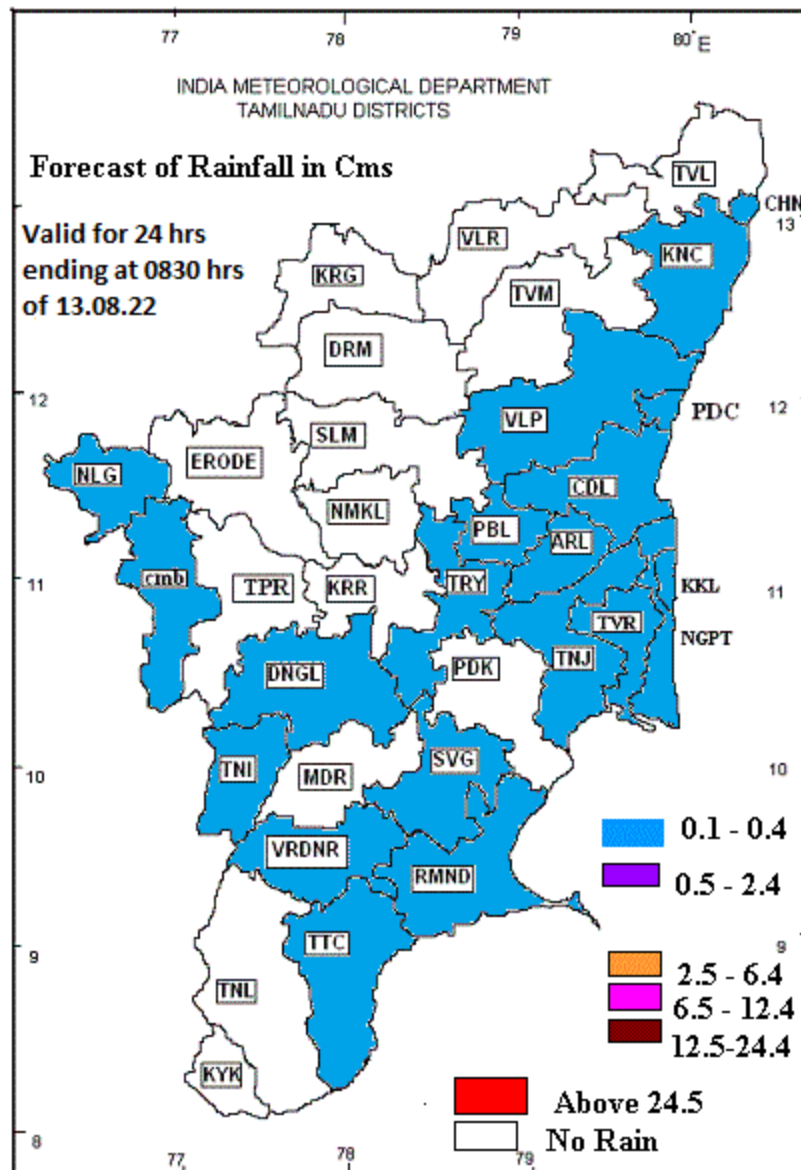 77 78 79 80° E
INDIA METEOROLOGICAL DEPARTMENT
TAMILNADU DISTRICTS
Forecast of Rainfall in Cms
Valid for 24 hrs
ending at 0830 hrs
of 13.08.22
TVL
CHN
13
VLR
KNC
KRG
TVM
DRM
12
12
PDC
VLP
SLM
ERODE
NLG
CDL
NMKL
PBL
ARL
11
cmb
TPR
KRR
TRY
KKL
11
TVR
NGPT
DNGL
PDK
TNJ
10
TNI
MDR
SVG
10
0.1 - 0.4
VRDNR
RMND
0.5 - 2.4
9
TTC
9
2.5 - 6.4
TNL
6.5 - 12.4
12.5-24.4
KYK
Above 24.5
No Rain
8
77 78 79